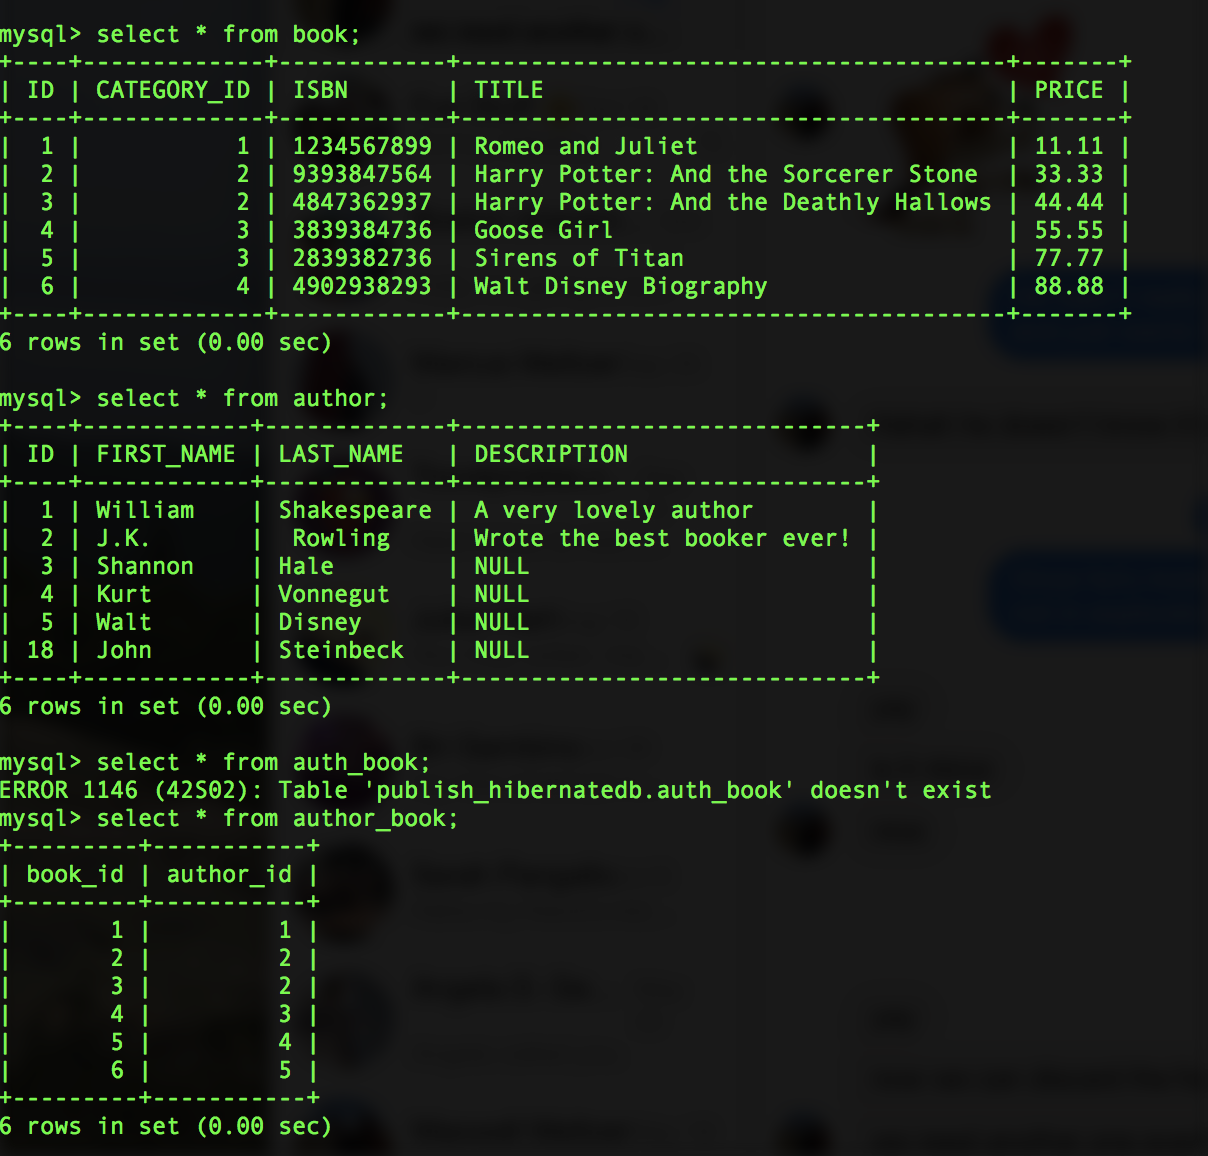 mysql> select * from book;
+----+-------------+------------+---------------------------------------+-------+
| ID | CATEGORY_ID | ISBN       | TITLE                                 | PRICE |
+----+-------------+------------+---------------------------------------+-------+
|  1 |           1 | 1234567899 | Romeo and Juliet                      | 11.11 |
|  2 |           2 | 9393847564 | Harry Potter: And the Sorcerer Stone  | 33.33 |
|  3 |           2 | 4847362937 | Harry Potter: And the Deathly Hallows | 44.44 |
|  4 |           3 | 3839384736 | Goose Girl                            | 55.55 |
|  5 |           3 | 2839382736 | Sirens of Titan                       | 77.77 |
|  6 |           4 | 4902938293 | Walt Disney Biography                 | 88.88 |
+----+-------------+------------+---------------------------------------+-------+
6 rows in set (0.00 sec)

mysql> select * from author;
+----+------------+-------------+-----------------------------+
| ID | FIRST_NAME | LAST_NAME   | DESCRIPTION                 |
+----+------------+-------------+-----------------------------+
|  1 | William    | Shakespeare | A very lovely author        |
|  2 | J.K.       |  Rowling    | Wrote the best booker ever! |
|  3 | Shannon    | Hale        | NULL                        |
|  4 | Kurt       | Vonnegut    | NULL                        |
|  5 | Walt       | Disney      | NULL                        |
| 18 | John       | Steinbeck   | NULL                        |
+----+------------+-------------+-----------------------------+
6 rows in set (0.00 sec)

mysql> select * from auth_book;
ERROR 1146 (42S02): Table 'publish_hibernatedb.auth_book' doesn't exist
mysql> select * from author_book;
+---------+-----------+
| book_id | author_id |
+---------+-----------+
|       1 |         1 |
|       2 |         2 |
|       3 |         2 |
|       4 |         3 |
|       5 |         4 |
|       6 |         5 |
+---------+-----------+
6 rows in set (0.00 sec)